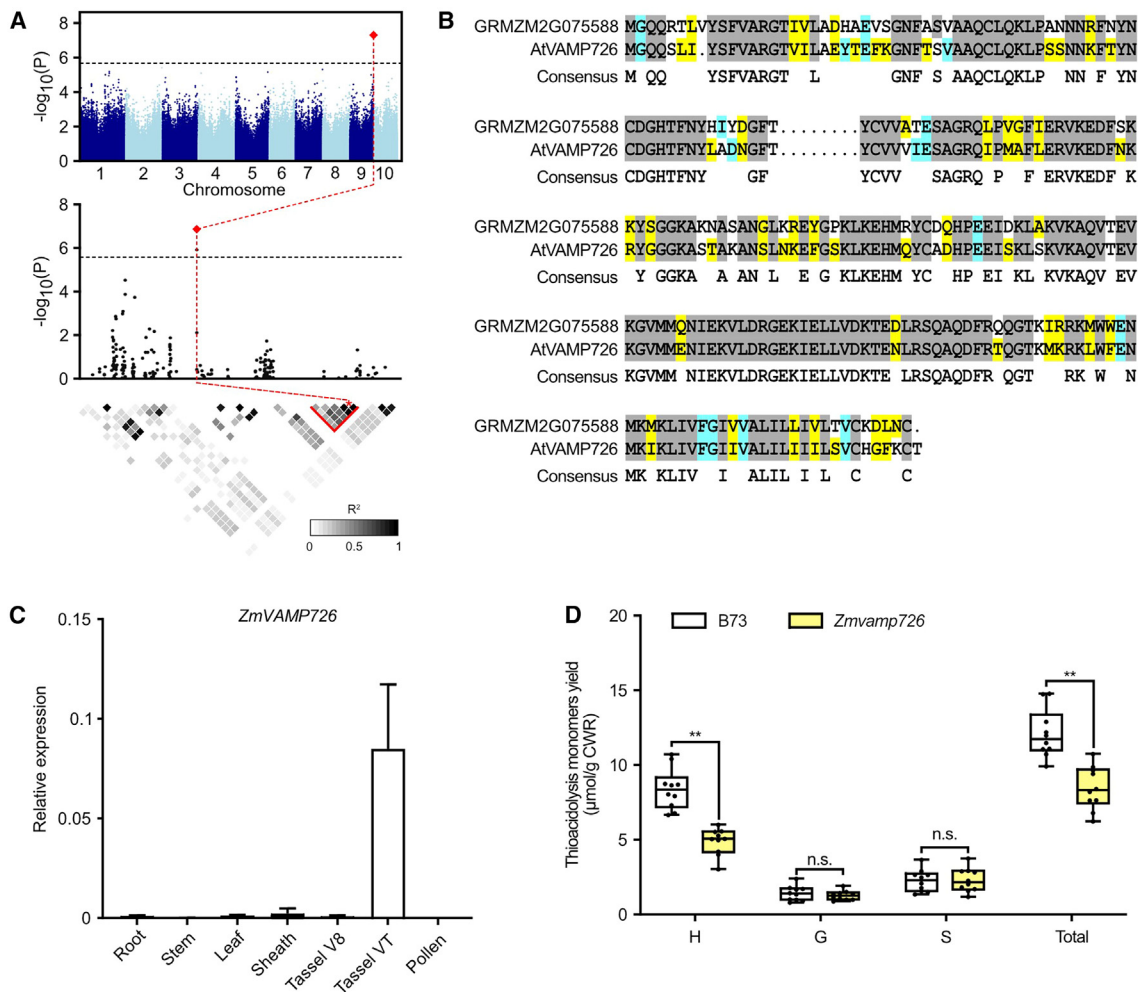 A
8
6
4
2
0
-log10(P)
1 2 3 4 5 6 7 8 9 10
Chromosome
8
6
4
2
0
-log10(P)
R²
0 0.5 1
B
GRMZM2G075588 MGQQRTLVYSFVARGTIVLADHAEVSGNFASVAAQCLQKLPANNNRFNYN
AtVAMP726 MGQQSLI.YSFVARGTVILAEYTEFKGNFTSVAAQCLQKLPSSNNKFTYN
Consensus M QQ YSFVARGT L GNF S AAQCLQKLP NN F YN
GRMZM2G075588 CDGHTFNYHIYDGFT........YCVVATESAGRQLPVGFIERVKEDFSK
AtVAMP726 CDGHTFNYLADNGFT........YCVVVIESAGRQIPMAFLERVKEDFNK
Consensus CDGHTFNY GF YCVV SAGRQ P F ERVKEDF K
GRMZM2G075588 KYSGGKAKNASANGLKREYGPKLKEHMRYCDQHPEEIDKLAKVKAQVTEV
AtVAMP726 RYGGGKASTAKANSLNKEFGSKLKEHMQYCADHPEEISKLSKVKAQVTEV
Consensus Y GGKA A AN L E G KLKEHM YC HP EI KL KVKAQV EV
GRMZM2G075588 KGVMMQNIEKVLDRGEKIELLVDKTEDLRSQAQDFRQQGTKIRRKMWWEN
AtVAMP726 KGVMMENIEKVLDRGEKIELLVDKTENLRSQAQDFRTQGTKMKRKLWFEN
Consensus KGVMM NIEKVLDRGEKIELLVDKTE LRSQAQDFR QGT RK W N
GRMZM2G075588 MKMKLIVFGIVVALILLIVLTVCKDLNC.
AtVAMP726 MKIKLIVFGIIVALILIIILSVCHGFKCT
Consensus MK KLIV I ALIL I L C C
C
ZmVAMP726
0.15
0.1
0.05
0
Relative expression
Root
Stem
Leaf
Sheath
Tassel V8
Tassel VT
Pollen
D
B73 Zmvamp726
20
15
10
5
0
Thioacidolysis monomers yield
(μmol/g CWR)
**
n.s.
n.s.
**
H G S Total